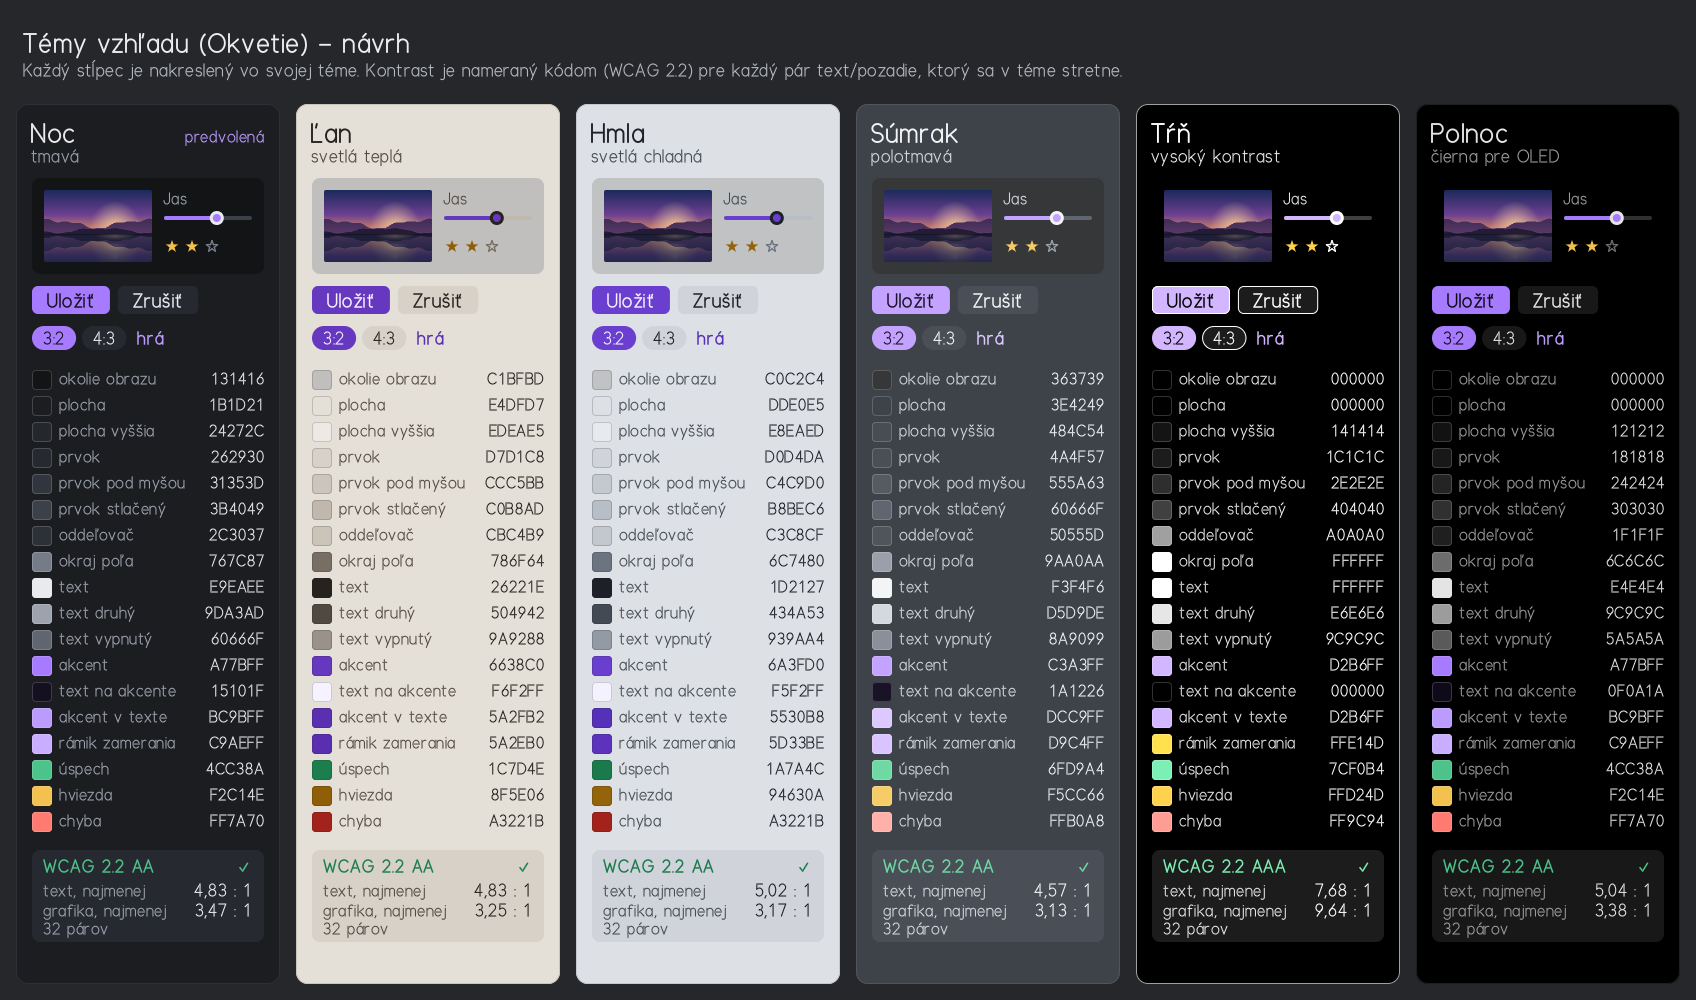 Témy vzhľadu (Okvetie) – návrh
Každý stĺpec je nakreslený vo svojej téme. Kontrast je nameraný kódom (WCAG 2.2) pre každý pár text/pozadie, ktorý sa v téme stretne.
Noc predvolená
tmavá
Jas
Uložiť Zrušiť
3:2 4:3 hrá
okolie obrazu 131416
plocha 1B1D21
plocha vyššia 24272C
prvok 262930
prvok pod myšou 31353D
prvok stlačený 3B4049
oddeľovač 2C3037
okraj poľa 767C87
text E9EAEE
text druhý 9DA3AD
text vypnutý 60666F
akcent A77BFF
text na akcente 15101F
akcent v texte BC9BFF
rámik zamerania C9AEFF
úspech 4CC38A
hviezda F2C14E
chyba FF7A70
WCAG 2.2 AA ✓
text, najmenej 4,83 : 1
grafika, najmenej 3,47 : 1
32 párov
Ľan
svetlá teplá
Jas
Uložiť Zrušiť
3:2 4:3 hrá
okolie obrazu C1BFBD
plocha E4DFD7
plocha vyššia EDEAE5
prvok D7D1C8
prvok pod myšou CCC5BB
prvok stlačený C0B8AD
oddeľovač CBC4B9
okraj poľa 786F64
text 26221E
text druhý 504942
text vypnutý 9A9288
akcent 6638C0
text na akcente F6F2FF
akcent v texte 5A2FB2
rámik zamerania 5A2EB0
úspech 1C7D4E
hviezda 8F5E06
chyba A3221B
WCAG 2.2 AA ✓
text, najmenej 4,83 : 1
grafika, najmenej 3,25 : 1
32 párov
Hmla
svetlá chladná
Jas
Uložiť Zrušiť
3:2 4:3 hrá
okolie obrazu C0C2C4
plocha DDE0E5
plocha vyššia E8EAED
prvok D0D4DA
prvok pod myšou C4C9D0
prvok stlačený B8BEC6
oddeľovač C3C8CF
okraj poľa 6C7480
text 1D2127
text druhý 434A53
text vypnutý 939AA4
akcent 6A3FD0
text na akcente F5F2FF
akcent v texte 5530B8
rámik zamerania 5D33BE
úspech 1A7A4C
hviezda 94630A
chyba A3221B
WCAG 2.2 AA ✓
text, najmenej 5,02 : 1
grafika, najmenej 3,17 : 1
32 párov
Súmrak
polotmavá
Jas
Uložiť Zrušiť
3:2 4:3 hrá
okolie obrazu 363739
plocha 3E4249
plocha vyššia 484C54
prvok 4A4F57
prvok pod myšou 555A63
prvok stlačený 60666F
oddeľovač 50555D
okraj poľa 9AA0AA
text F3F4F6
text druhý D5D9DE
text vypnutý 8A9099
akcent C3A3FF
text na akcente 1A1226
akcent v texte DCC9FF
rámik zamerania D9C4FF
úspech 6FD9A4
hviezda F5CC66
chyba FFB0A8
WCAG 2.2 AA ✓
text, najmenej 4,57 : 1
grafika, najmenej 3,13 : 1
32 párov
Tŕň
vysoký kontrast
Jas
Uložiť Zrušiť
3:2 4:3 hrá
okolie obrazu 000000
plocha 000000
plocha vyššia 141414
prvok 1C1C1C
prvok pod myšou 2E2E2E
prvok stlačený 404040
oddeľovač A0A0A0
okraj poľa FFFFFF
text FFFFFF
text druhý E6E6E6
text vypnutý 9C9C9C
akcent D2B6FF
text na akcente 000000
akcent v texte D2B6FF
rámik zamerania FFE14D
úspech 7CF0B4
hviezda FFD24D
chyba FF9C94
WCAG 2.2 AAA ✓
text, najmenej 7,68 : 1
grafika, najmenej 9,64 : 1
32 párov
Polnoc
čierna pre OLED
Jas
Uložiť Zrušiť
3:2 4:3 hrá
okolie obrazu 000000
plocha 000000
plocha vyššia 121212
prvok 181818
prvok pod myšou 242424
prvok stlačený 303030
oddeľovač 1F1F1F
okraj poľa 6C6C6C
text E4E4E4
text druhý 9C9C9C
text vypnutý 5A5A5A
akcent A77BFF
text na akcente 0F0A1A
akcent v texte BC9BFF
rámik zamerania C9AEFF
úspech 4CC38A
hviezda F2C14E
chyba FF7A70
WCAG 2.2 AA ✓
text, najmenej 5,04 : 1
grafika, najmenej 3,38 : 1
32 párov